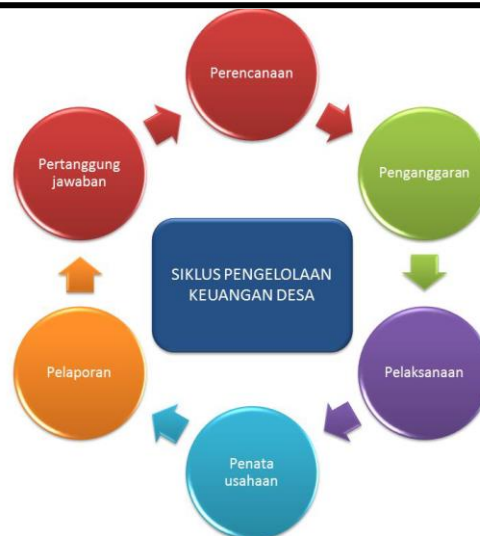 Perencanaan
Penganggaran
Pelaksanaan
Penata
usahaan
Pelaporan
Pertanggung
jawaban
SIKLUS PENGELOLAAN
KEUANGAN DESA